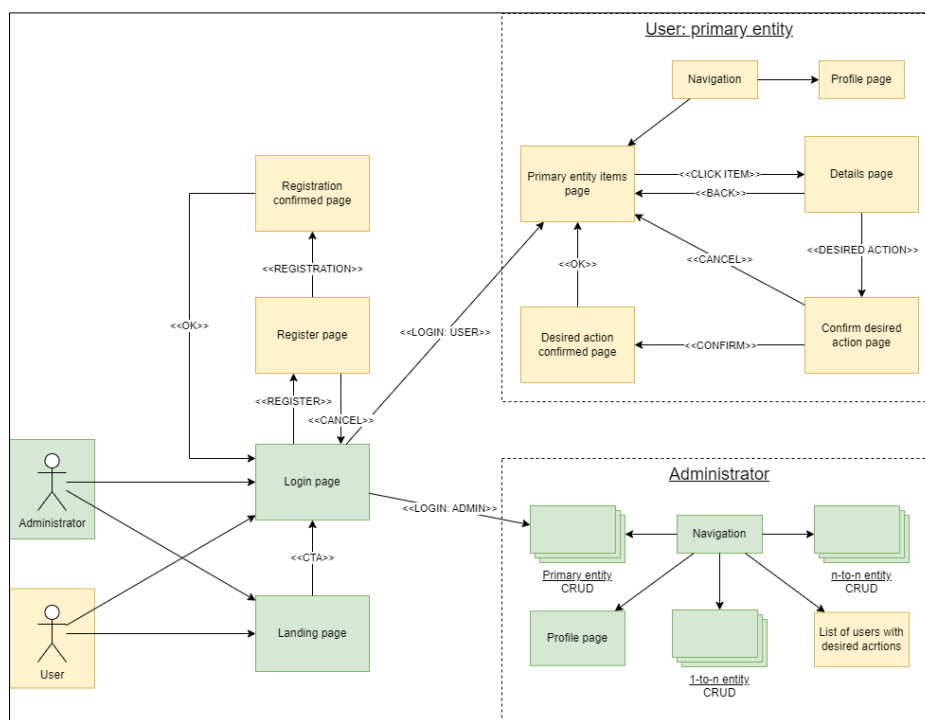 User: primary entity
Navigation
Profile page
Primary entity items
page
<<CLICK ITEM>>
<<BACK>>
Details page
<<DESIRED ACTION>>
<<CANCEL>>
<<OK>>
Desired action
confirmed page
<<CONFIRM>>
Confirm desired
action page
Registration
confirmed page
<<REGISTRATION>>
<<OK>>
Register page
<<LOGIN: USER>>
<<REGISTER>>
<<CANCEL>>
Administrator
Login page
<<LOGIN: ADMIN>>
<<CTA>>
User
Landing page
Administrator
Navigation
Primary entity
CRUD
n-to-n entity
CRUD
Profile page
1-to-n entity
CRUD
List of users with
desired acrtions